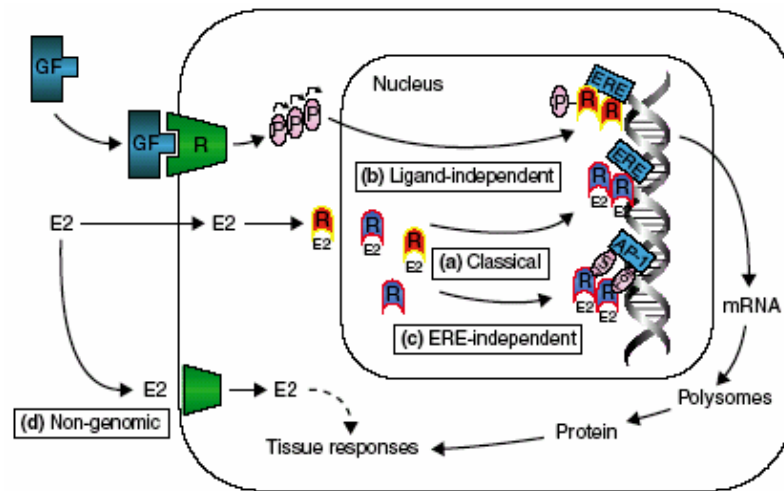 GF
GF
R
P P P
Nucleus
P
R R
ERE
(b) Ligand-independent
ERE
R R
E2
E2
E2
E2
R
E2
R
R
E2
(a) Classical
AP-1
R R
E2 E2
R
(c) ERE-independent
mRNA
E2
E2
(d) Non-genomic
Polysomes
Protein
Tissue responses